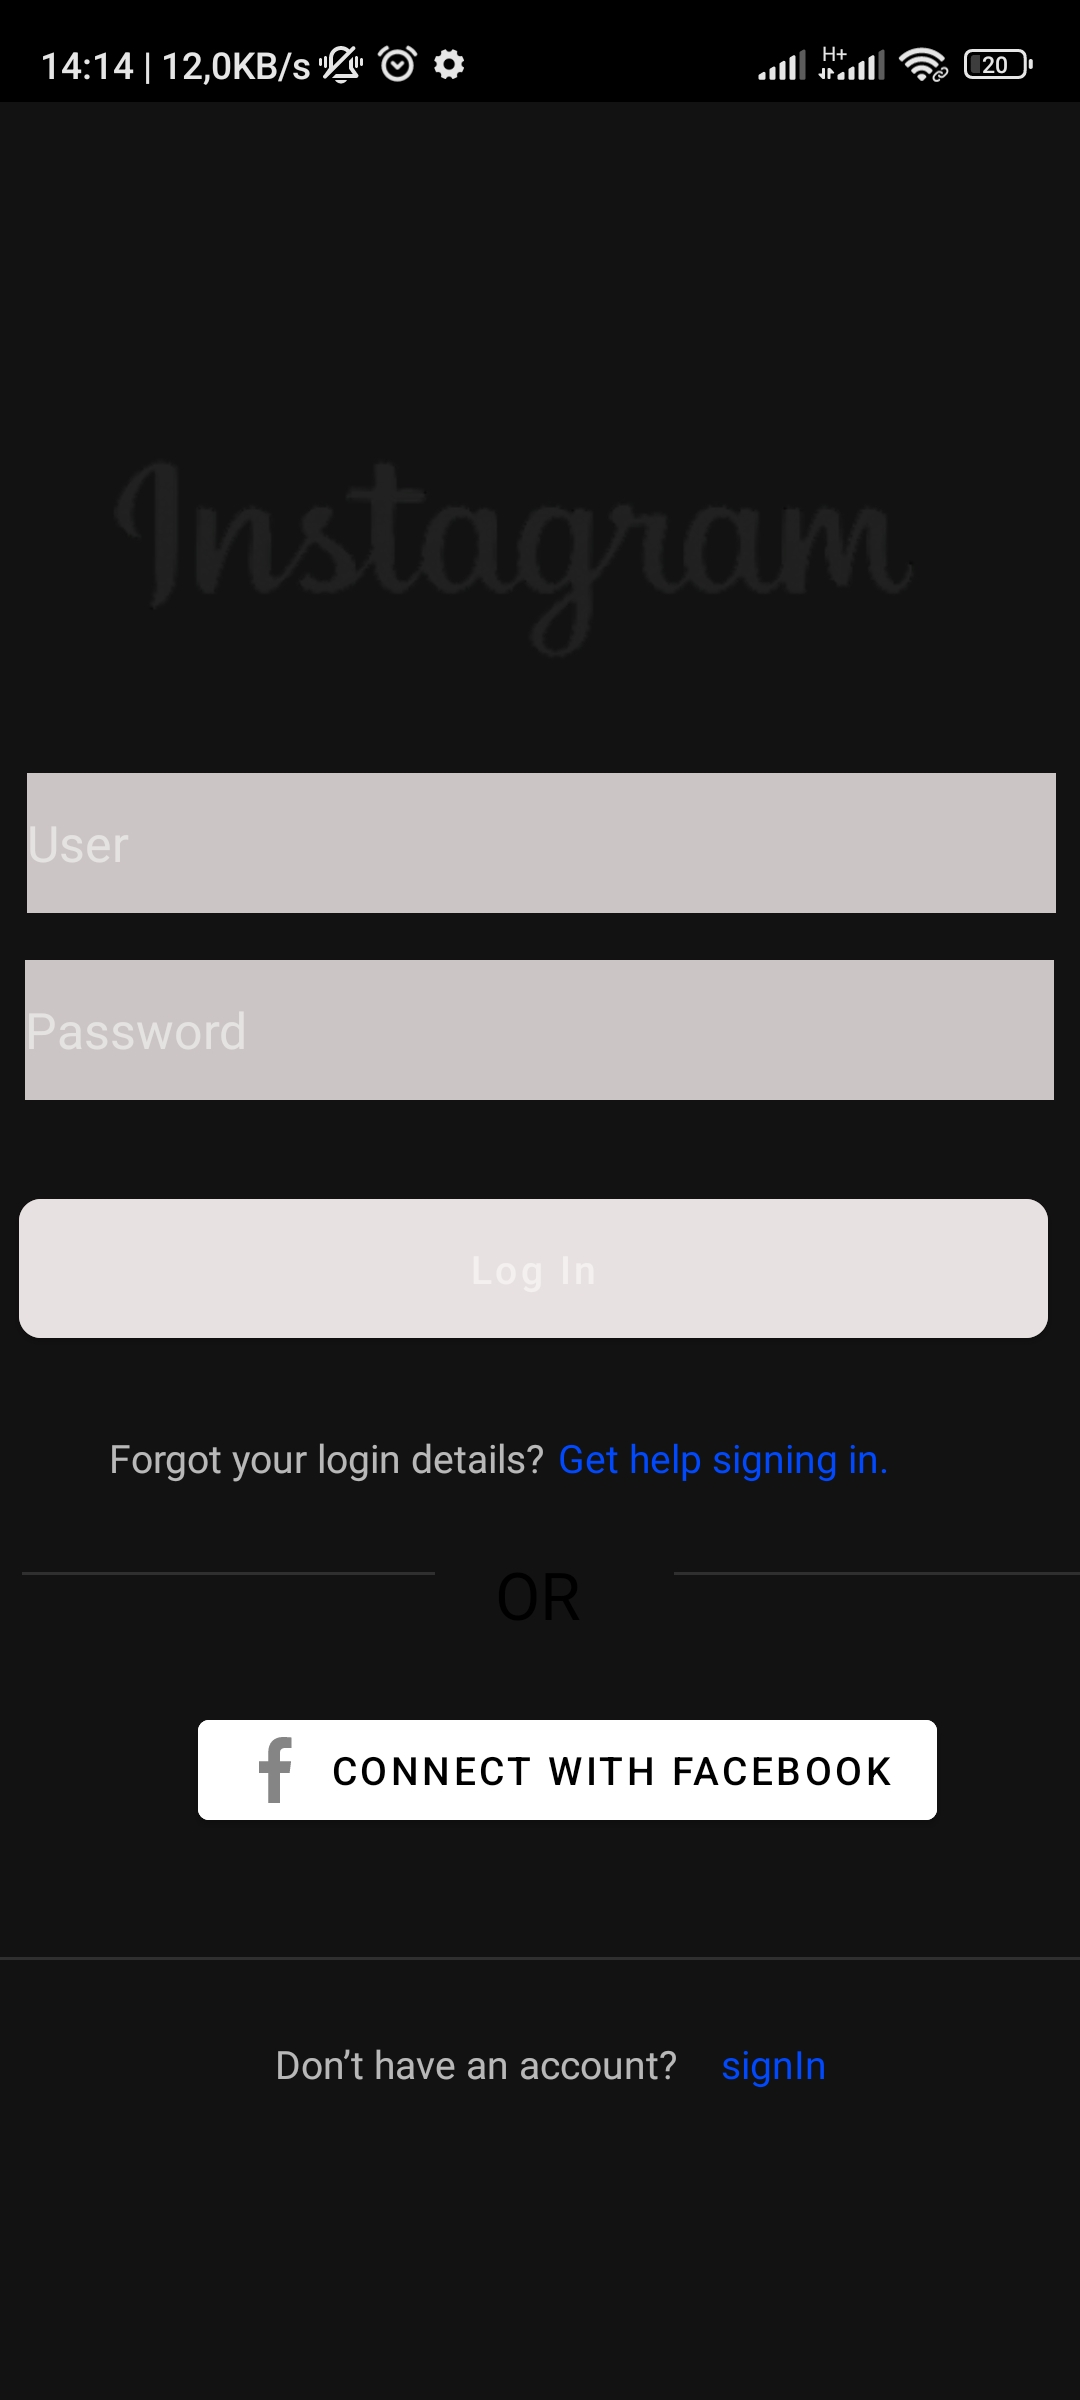 14:14 | 12,0KB/s H+ 20
Instagram
User
Password
Log In
Forgot your login details? Get help signing in.
OR
CONNECT WITH FACEBOOK
Don’t have an account? signIn